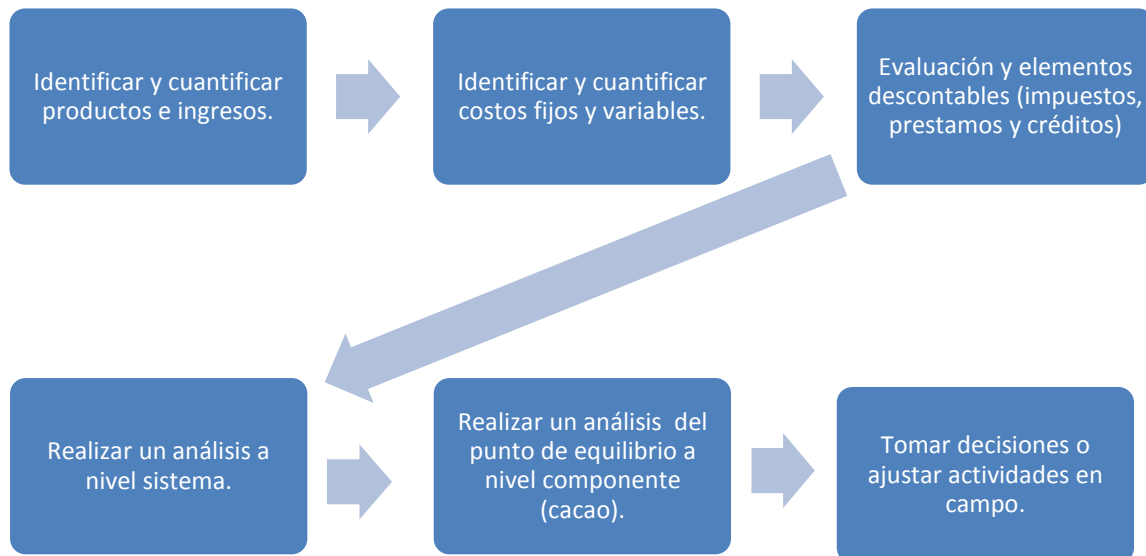 Identificar y cuantificar
productos e ingresos.
Identificar y cuantificar
costos fijos y variables.
Evaluación y elementos
descontables (impuestos,
prestamos y créditos)
Realizar un análisis a
nivel sistema.
Realizar un análisis del
punto de equilibrio a
nivel componente
(cacao).
Tomar decisiones o
ajustar actividades en
campo.